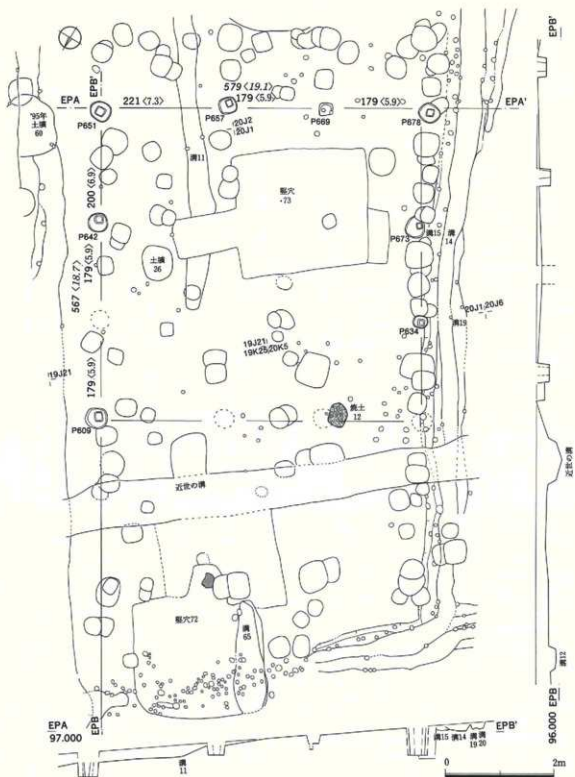 EPB'
EPA
EPB'
221 (7.3)
579 (19.1)
179 (5.9)
179 (5.9)
EPA'
P651
P657
P669
P678
'95年
土壙
60
20J2
20J1
溝11
200 (6.9)
竪穴
73
P642
土壙
26
P673
溝15
溝
14
567 (18.7)
179 (5.9)
20J1 20J6
P634
溝19
19J21
19K25 20K5
19J21
179 (5.9)
P609
焼土
12
近世の溝
近世の溝
竪穴72
溝
65
溝12
EPA
97.000
EPB
EPB'
溝15 溝14 溝
19 溝
20
溝
11
96.000
EPB
0
2m